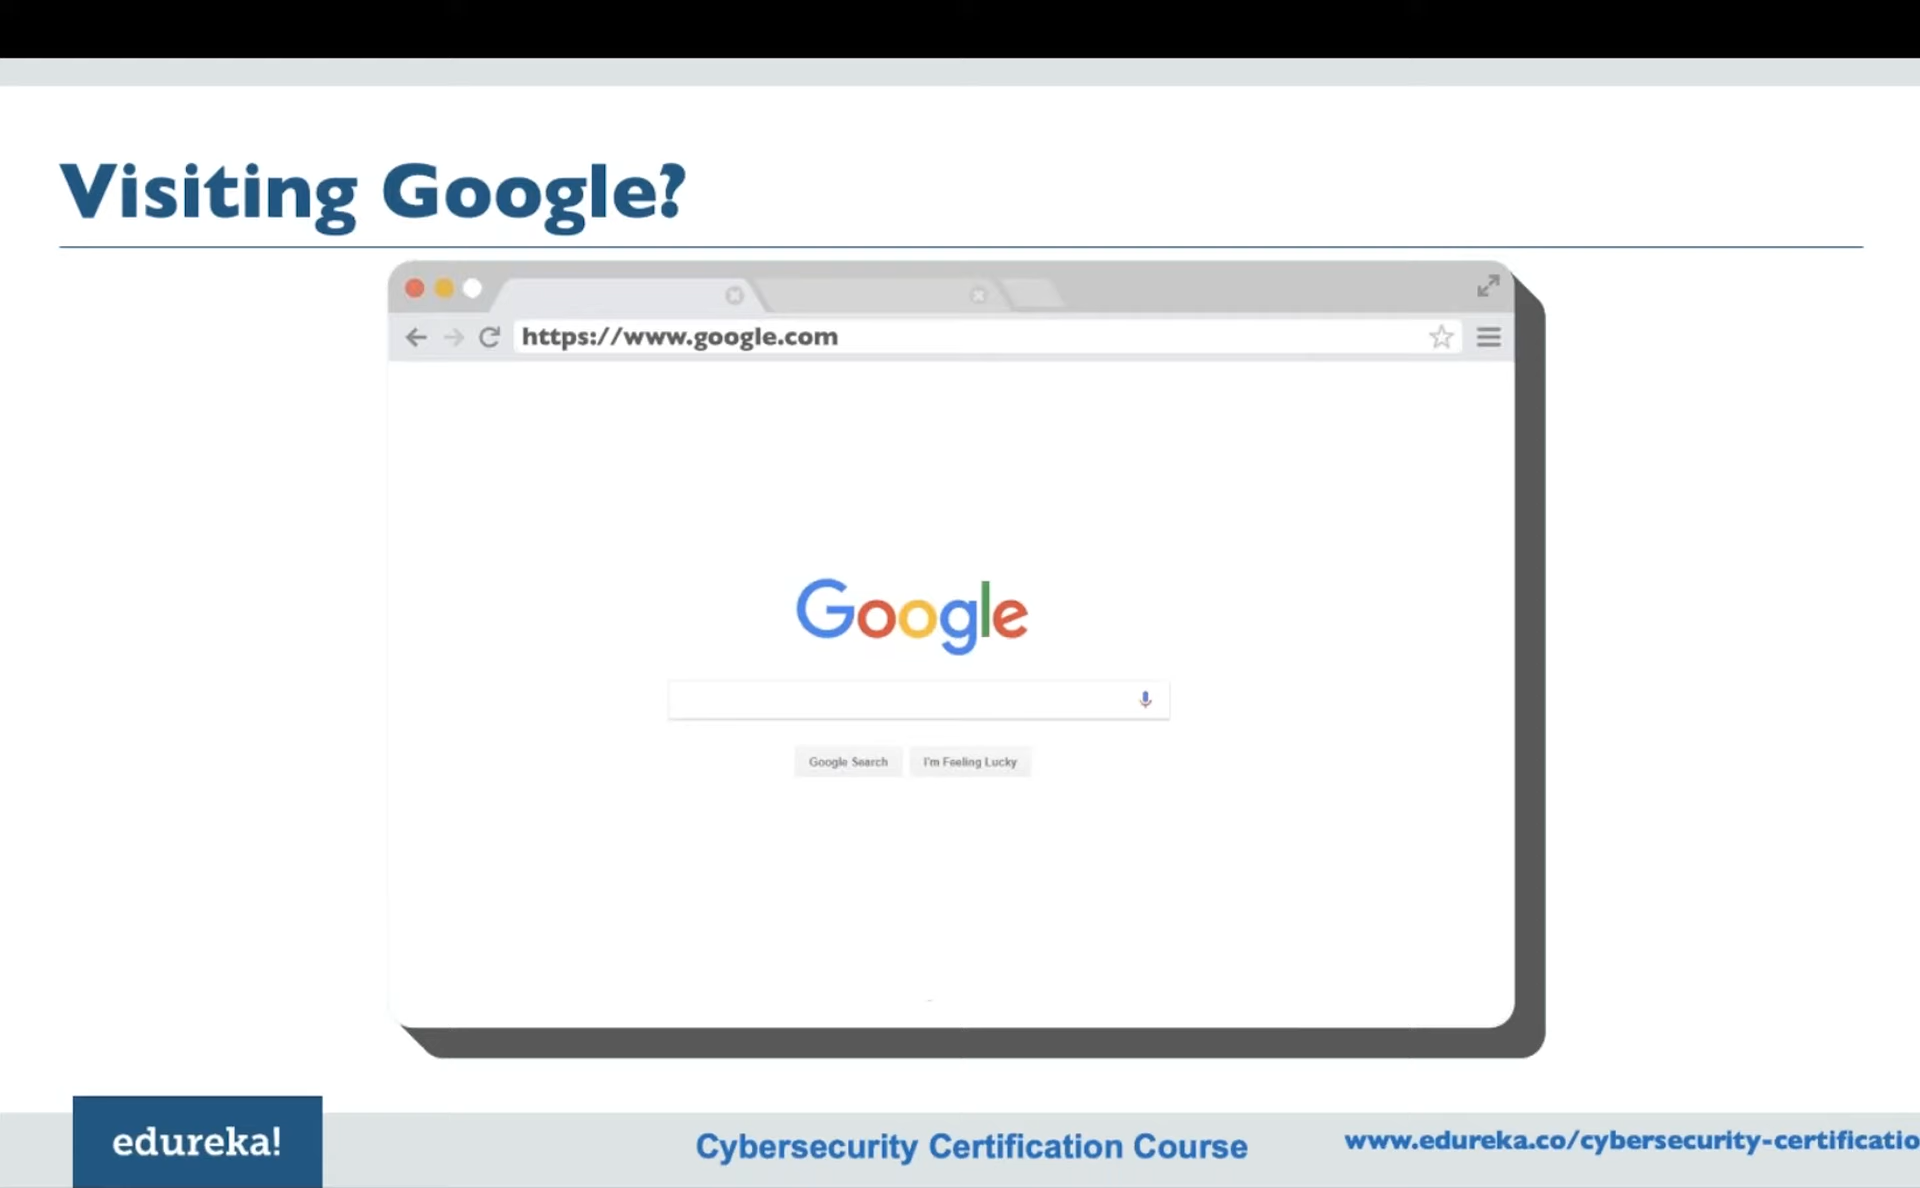 Visiting Google?
https://www.google.com
Google
Google Search
I'm Feeling Lucky
edureka!
Cybersecurity Certification Course
www.edureka.co/cybersecurity-certificatio